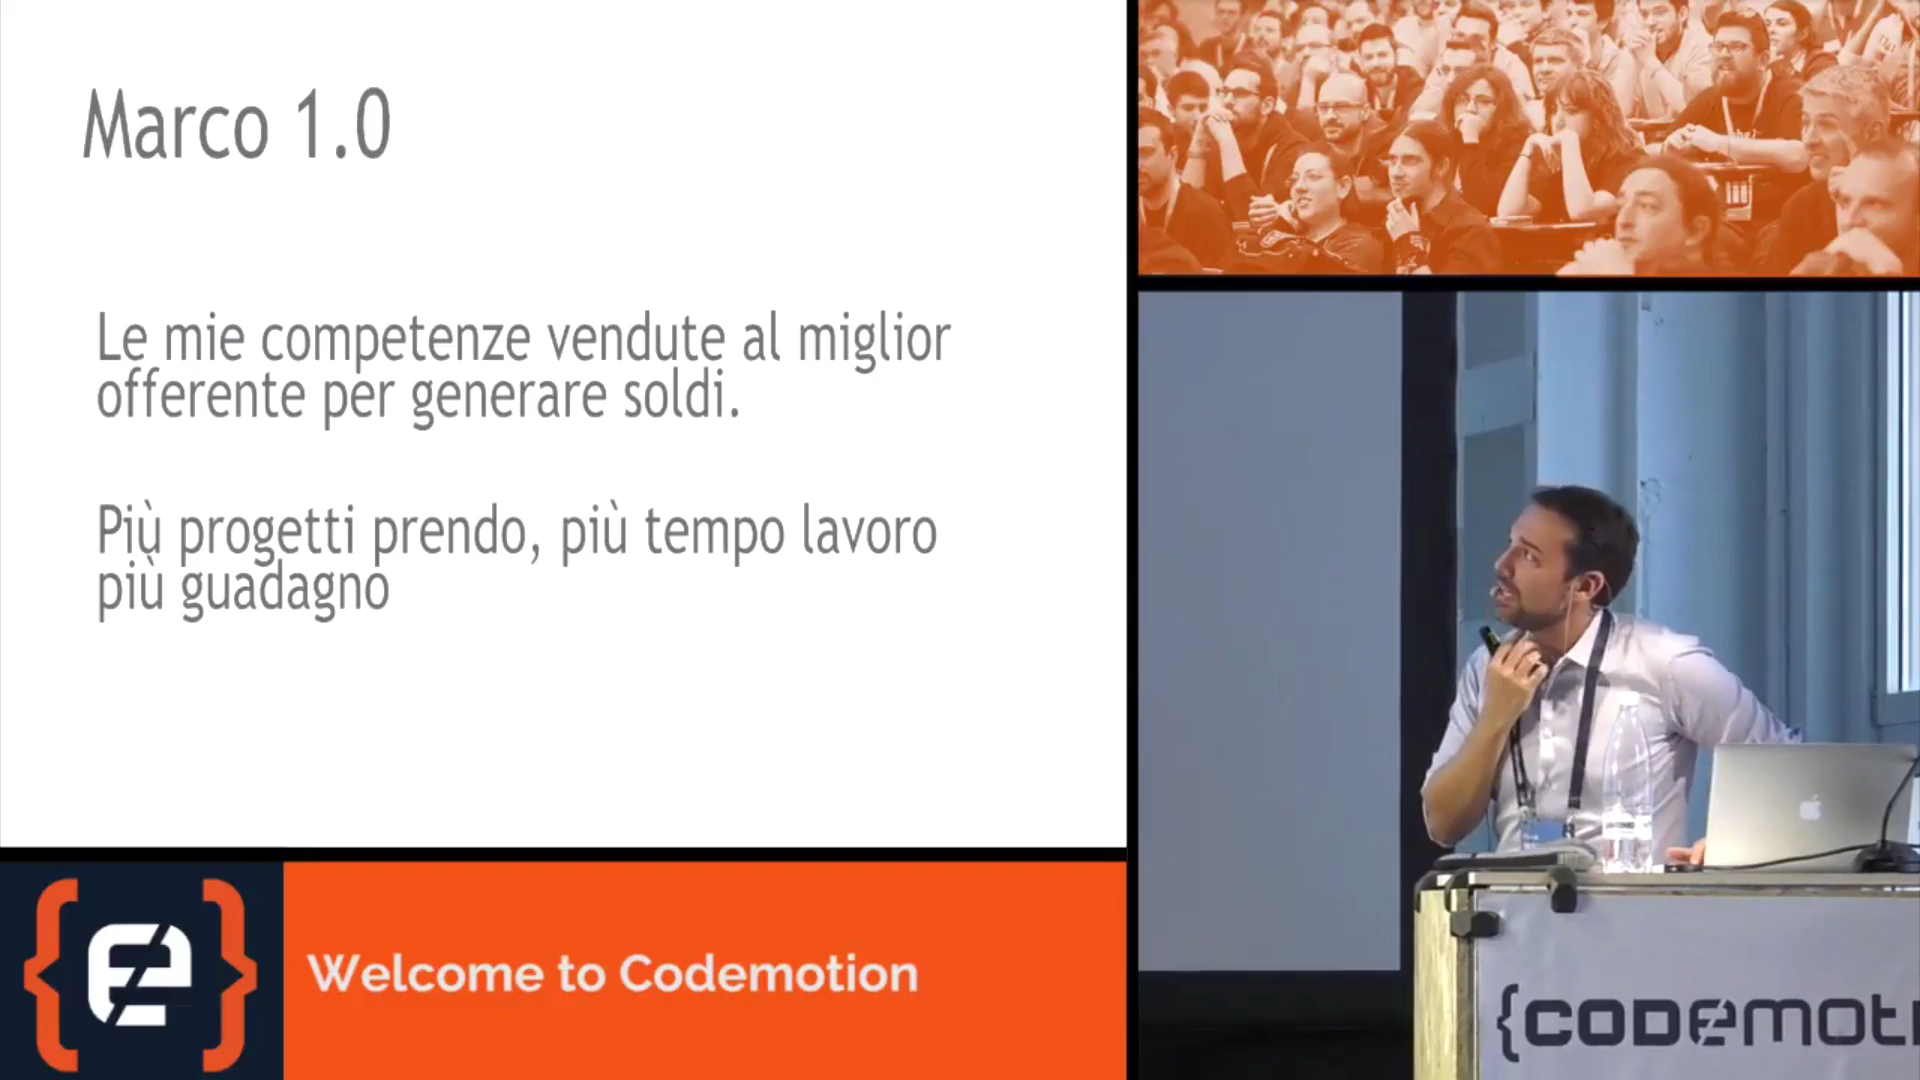 Marco 1.0
Le mie competenze vendute al miglior
offerente per generare soldi.
Più progetti prendo, più tempo lavoro
più guadagno
Welcome to Codemotion
{CODEMOTI